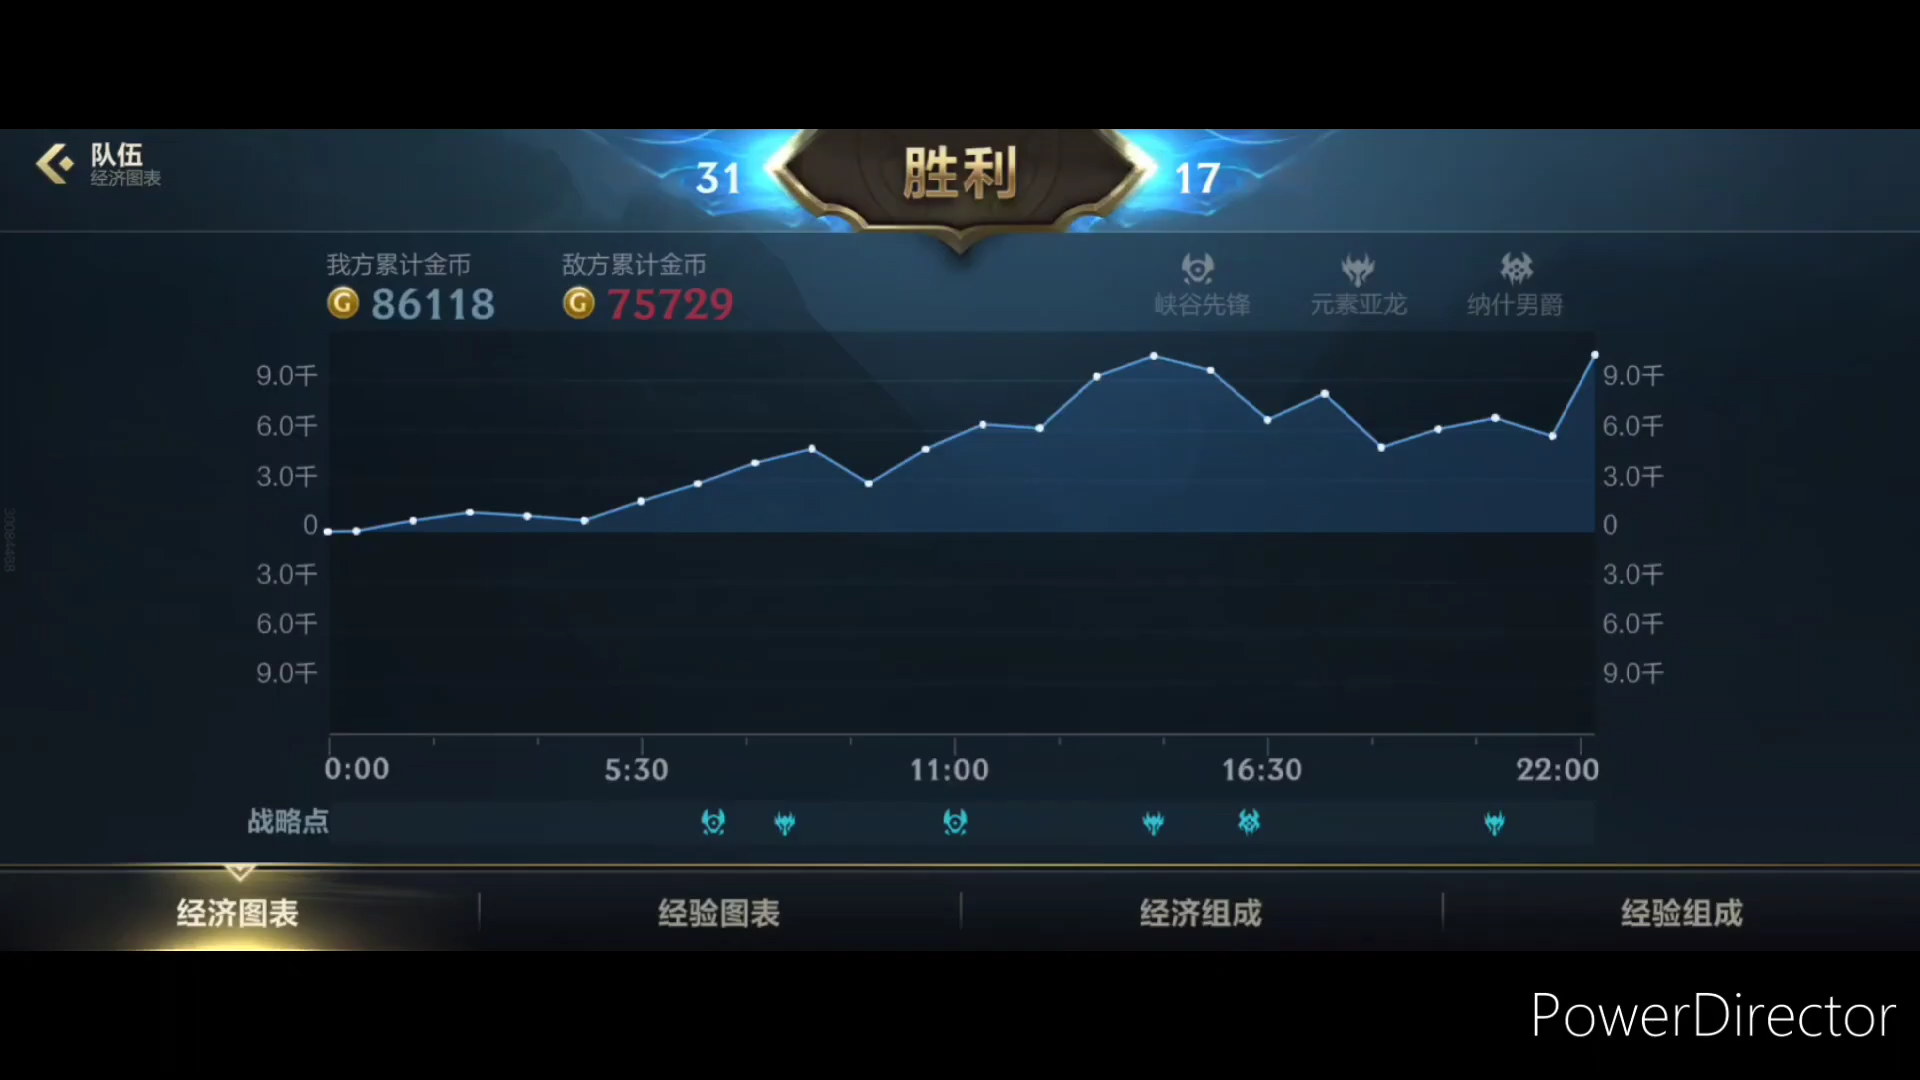 队伍
经济图表
31 胜利 17
我方累计金币 敌方累计金币
G 86118 G 75729
峡谷先锋 元素亚龙 纳什男爵
9.0千 9.0千
6.0千 6.0千
3.0千 3.0千
0 0
3.0千 3.0千
6.0千 6.0千
9.0千 9.0千
0:00 5:30 11:00 16:30 22:00
战略点
经济图表 经验图表 经济组成 经验组成
PowerDirector